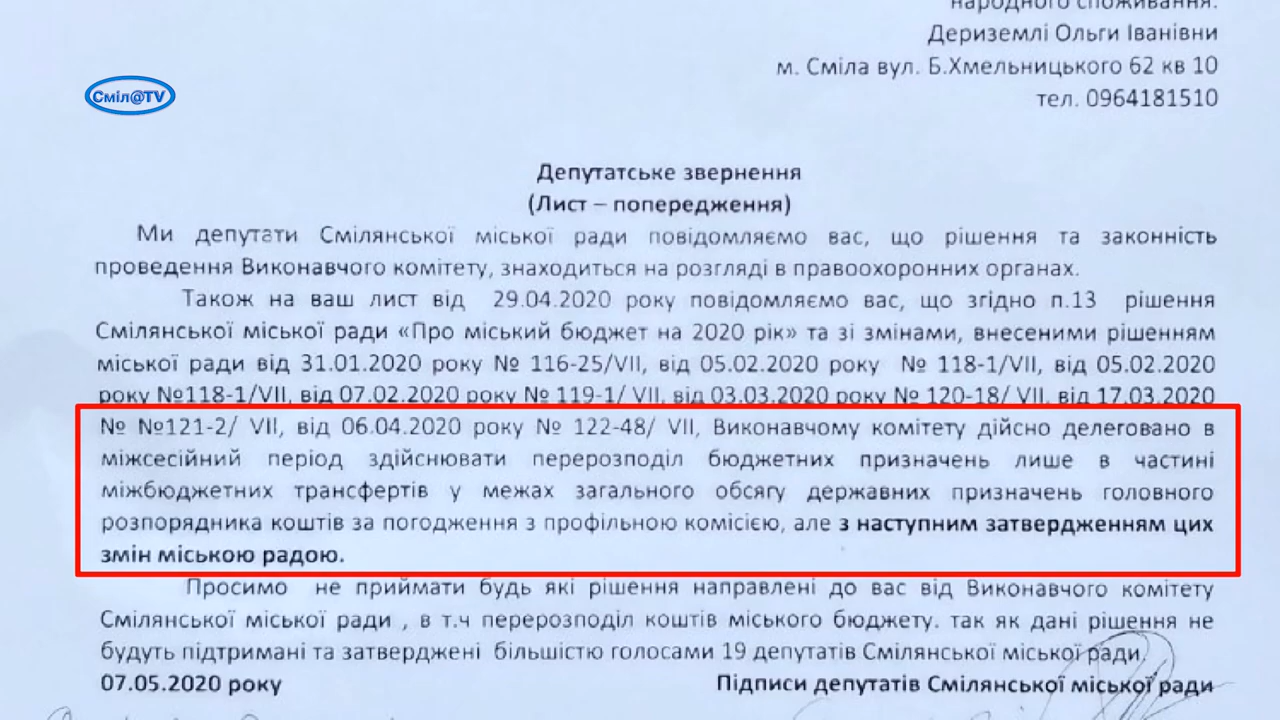 народного споживання.
Дериземлі Ольги Іванівни
м. Сміла вул. Б.Хмельницького 62 кв 10
тел. 0964181510
Сміл@TV
Депутатське звернення
(Лист – попередження)
Ми депутати Смілянської міської ради повідомляємо вас, що рішення та законність
проведення Виконавчого комітету, знаходиться на розгляді в правоохоронних органах.
Також на ваш лист від 29.04.2020 року повідомляємо вас, що згідно п.13 рішення
Смілянської міської ради «Про міський бюджет на 2020 рік» та зі змінами, внесеними рішенням
міської ради від 31.01.2020 року № 116-25/VII, від 05.02.2020 року № 118-1/VII, від 05.02.2020
року №118-1/VII, від 07.02.2020 року № 119-1/ VII, від 03.03.2020 року № 120-18/ VII, від 17.03.2020
№ №121-2/ VII, від 06.04.2020 року № 122-48/ VII, Виконавчому комітету дійсно делеговано в
міжсесійний період здійснювати перерозподіл бюджетних призначень лише в частині
міжбюджетних трансфертів у межах загального обсягу державних призначень головного
розпорядника коштів за погодження з профільною комісією, але з наступним затвердженням цих
змін міською радою.
Просимо не приймати будь які рішення направлені до вас від Виконавчого комітету
Смілянської міської ради , в т.ч перерозподіл коштів міського бюджету. так як дані рішення не
будуть підтримані та затверджені більшістю голосами 19 депутатів Смілянської міської ради
07.05.2020 року Підписи депутатів Смілянської міської ради